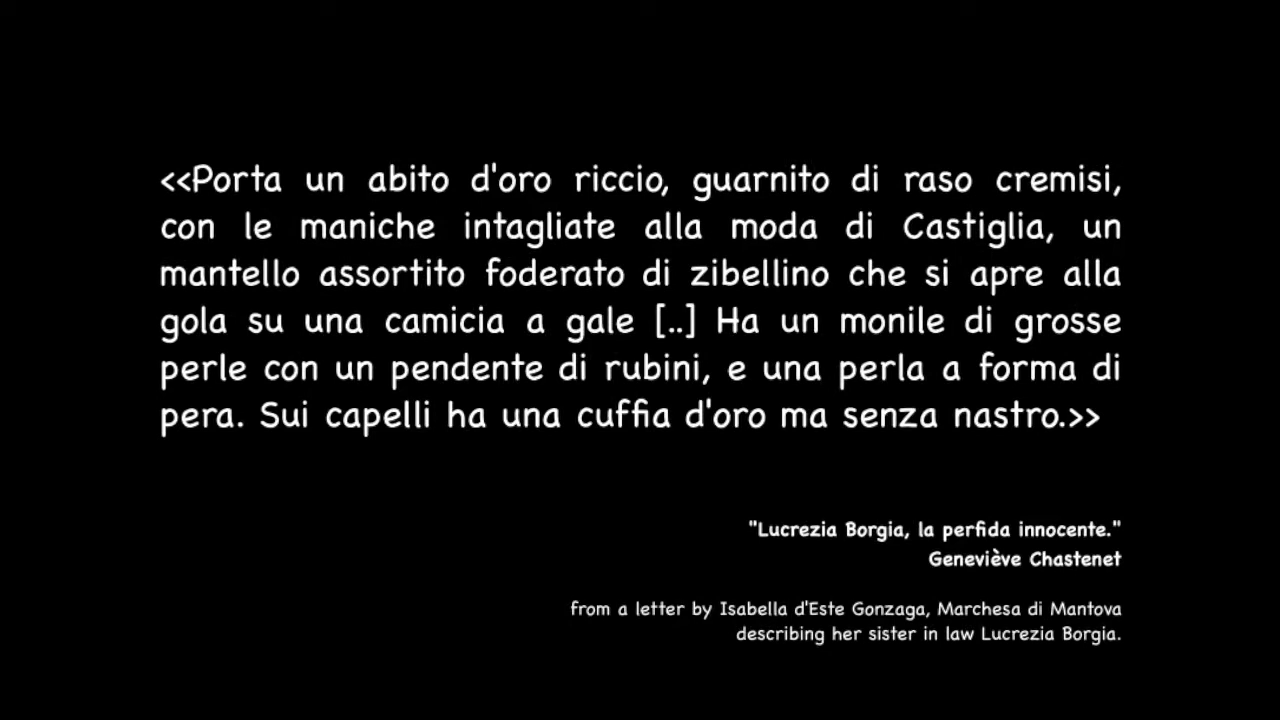 <<Porta un abito d'oro riccio, guarnito di raso cremisi,
con le maniche intagliate alla moda di Castiglia, un
mantello assortito foderato di zibellino che si apre alla
gola su una camicia a gale [..] Ha un monile di grosse
perle con un pendente di rubini, e una perla a forma di
pera. Sui capelli ha una cuffia d'oro ma senza nastro.>>
"Lucrezia Borgia, la perfida innocente."
Geneviève Chastenet
from a letter by Isabella d'Este Gonzaga, Marchesa di Mantova
describing her sister in law Lucrezia Borgia.